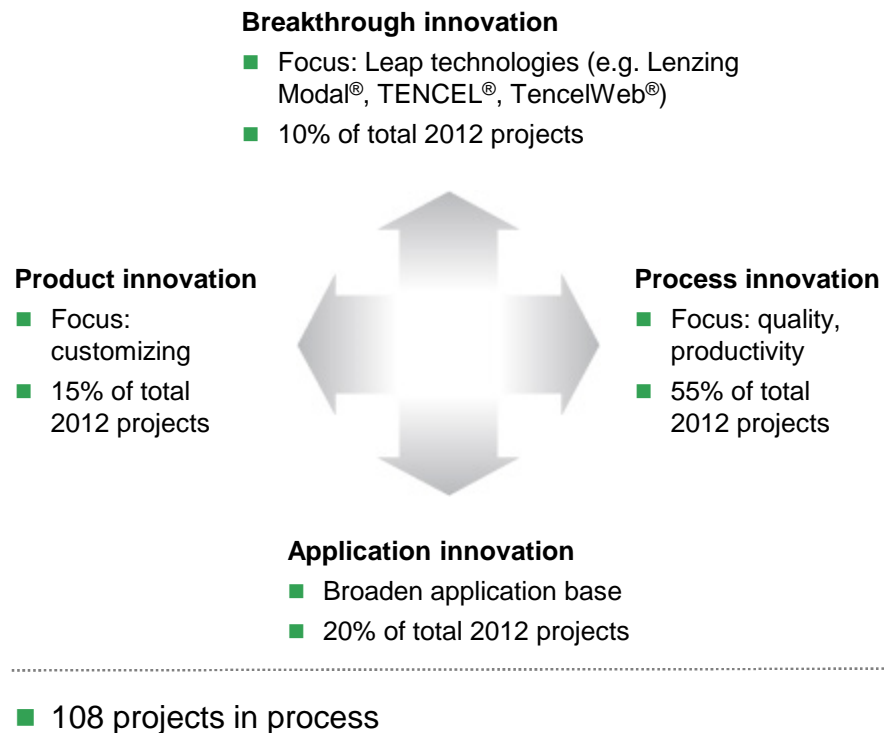 Breakthrough innovation
Focus: Leap technologies (e.g. Lenzing
Modal®, TENCEL®, TencelWeb®)
10% of total 2012 projects
Product innovation
Focus:
customizing
15% of total
2012 projects
Process innovation
Focus: quality,
productivity
55% of total
2012 projects
Application innovation
Broaden application base
20% of total 2012 projects
108 projects in process